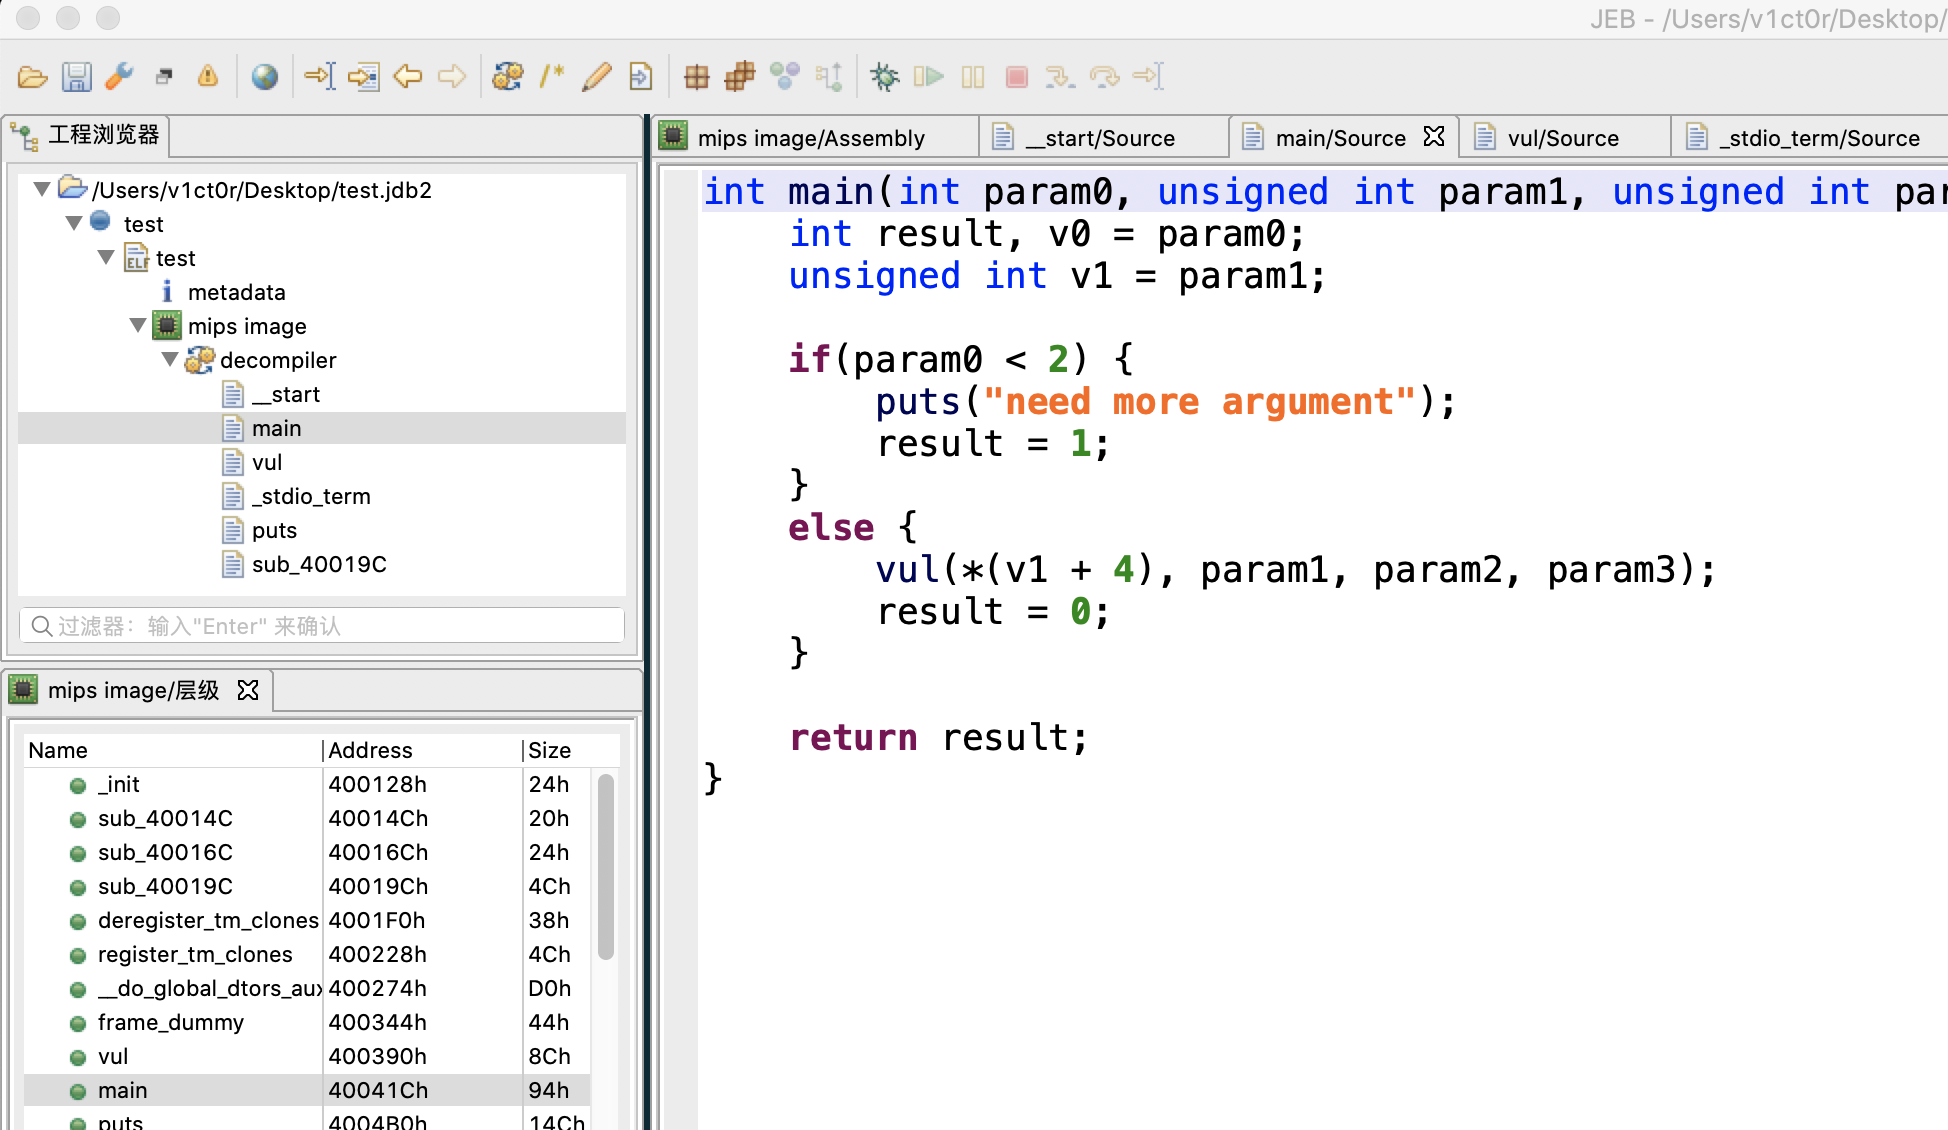 JEB - /Users/v1ct0r/Desktop/
工程浏览器
/Users/v1ct0r/Desktop/test.jdb2
test
test
metadata
mips image
decompiler
__start
main
vul
_stdio_term
puts
sub_40019C
过滤器：输入"Enter" 来确认
mips image/层级
Name Address Size
_init 400128h 24h
sub_40014C 40014Ch 20h
sub_40016C 40016Ch 24h
sub_40019C 40019Ch 4Ch
deregister_tm_clones 4001F0h 38h
register_tm_clones 400228h 4Ch
__do_global_dtors_aux 400274h D0h
frame_dummy 400344h 44h
vul 400390h 8Ch
main 40041Ch 94h
puts 4004B0h 14Ch
mips image/Assembly __start/Source main/Source vul/Source _stdio_term/Source
int main(int param0, unsigned int param1, unsigned int par
int result, v0 = param0;
unsigned int v1 = param1;
if(param0 < 2) {
puts("need more argument");
result = 1;
}
else {
vul(*(v1 + 4), param1, param2, param3);
result = 0;
}
return result;
}